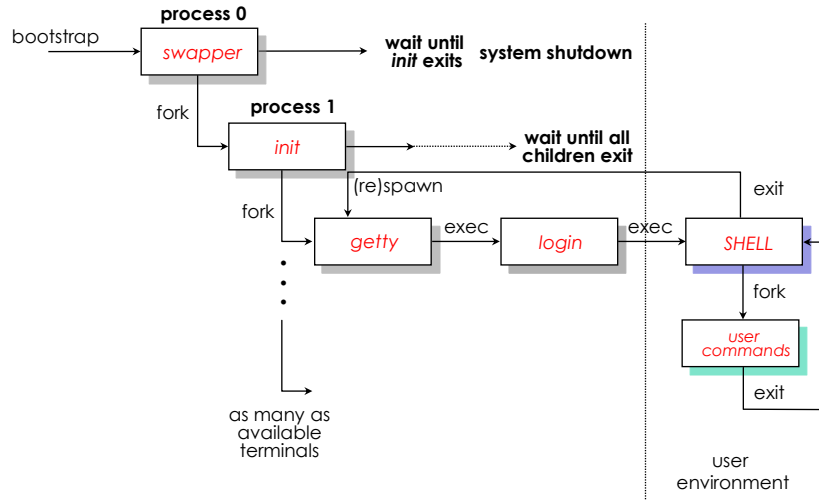 process 0
bootstrap
swapper
wait until
init exits
system shutdown
fork
process 1
init
wait until all
children exit
(re)spawn
exit
fork
getty
exec
login
exec
SHELL
fork
user
commands
exit
as many as
available
terminals
user
environment